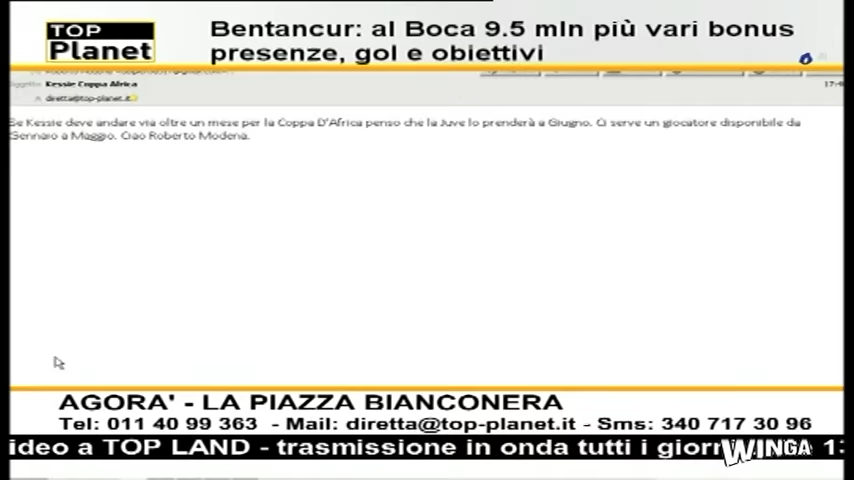 TOP
Planet
Bentancur: al Boca 9.5 mln più vari bonus
presenze, gol e obiettivi
Kessie Coppa Africa
A diretta@top-planet.it
Se Kessie deve andare via oltre un mese per la Coppa D'Africa penso che la Juve lo prenderà a Giugno. Ci serve un giocatore disponibile da
Gennaro a Maggio. Ciao Roberto Modena.
AGORA' - LA PIAZZA BIANCONERA
Tel: 011 40 99 363 - Mail: diretta@top-planet.it - Sms: 340 717 30 96
ideo a TOP LAND - trasmissione in onda tutti i gior
WINGA